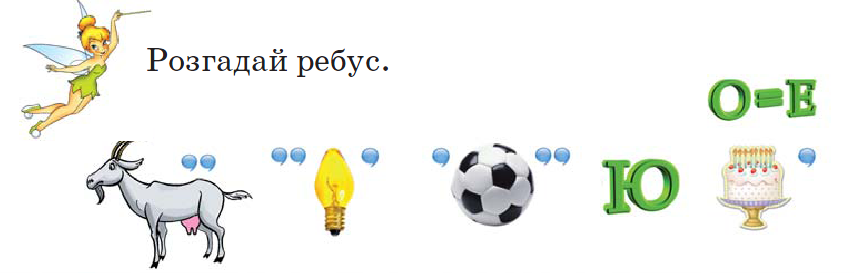 Розгадай ребус.
О=Е
,, ,, , , ,, Ю ,